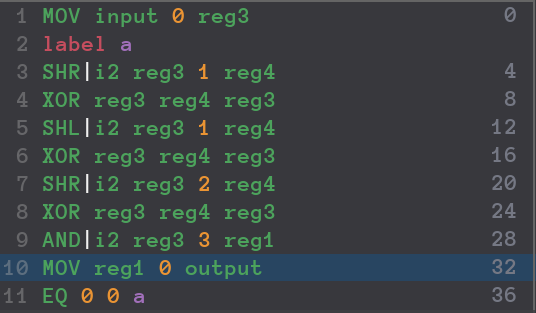 1 MOV input 0 reg3 0
2 label a
3 SHR|i2 reg3 1 reg4 4
4 XOR reg3 reg4 reg3 8
5 SHL|i2 reg3 1 reg4 12
6 XOR reg3 reg4 reg3 16
7 SHR|i2 reg3 2 reg4 20
8 XOR reg3 reg4 reg3 24
9 AND|i2 reg3 3 reg1 28
10 MOV reg1 0 output 32
11 EQ 0 0 a 36